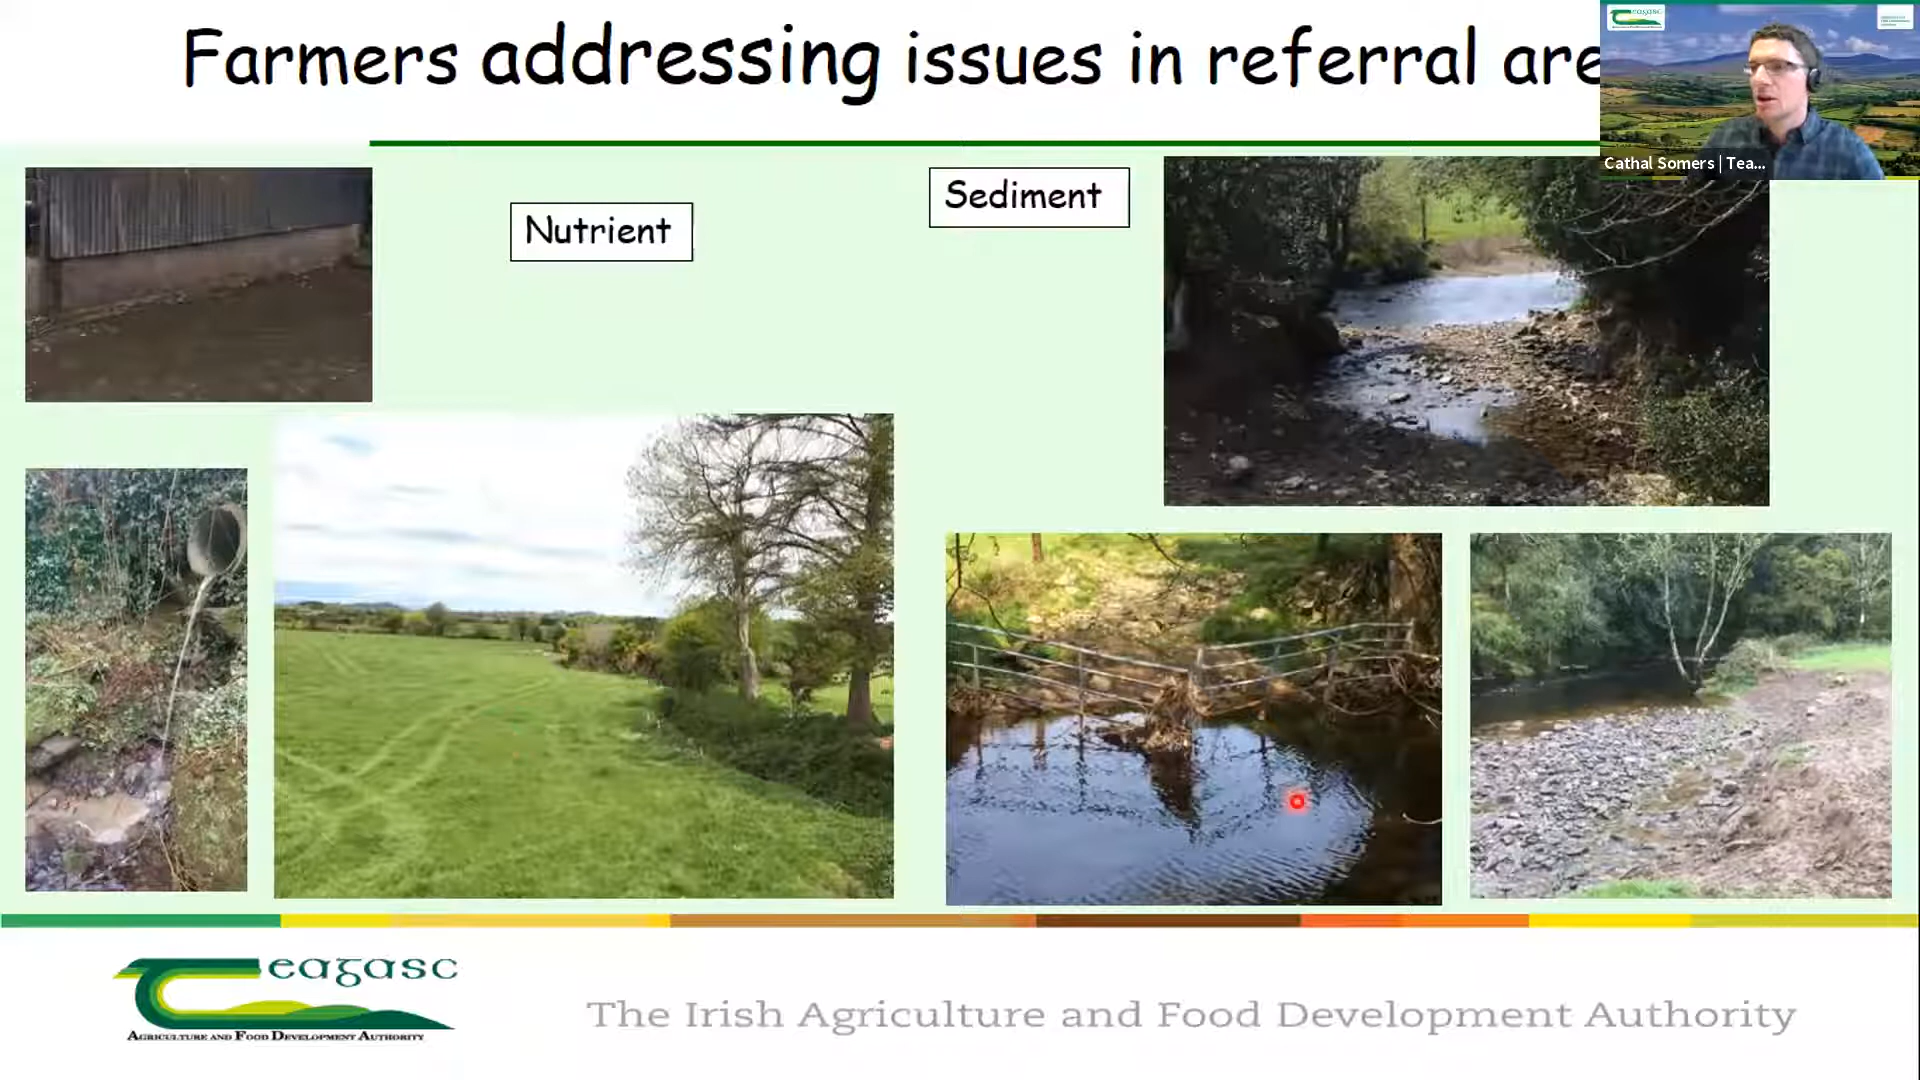 Farmers addressing issues in referral are
Cathal Somers | Tea...
Nutrient
Sediment
Teagasc
AGRICULTURE AND FOOD DEVELOPMENT AUTHORITY
The Irish Agriculture and Food Development Authority